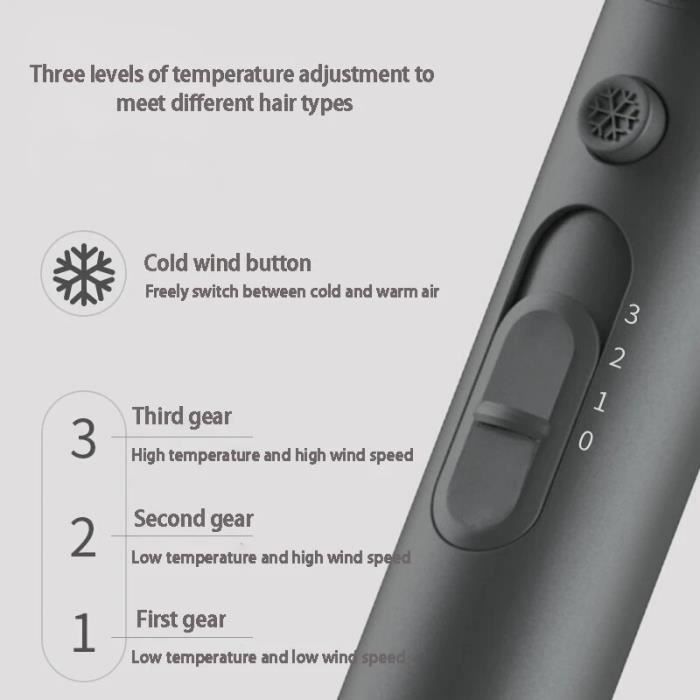 Three levels of temperature adjustment to
meet different hair types
Cold wind button
Freely switch between cold and warm air
3
2
1
0
3
Third gear
High temperature and high wind speed
2
Second gear
Low temperature and high wind speed
1
First gear
Low temperature and low wind speed